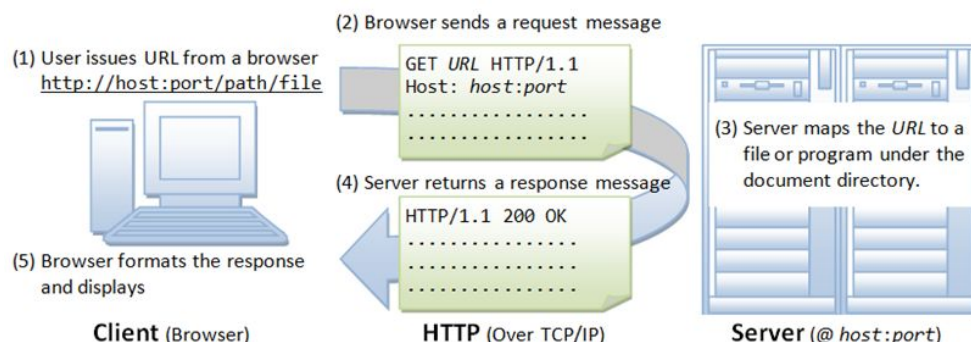 (1) User issues URL from a browser
http://host:port/path/file
(2) Browser sends a request message
GET URL HTTP/1.1
Host: host:port
.................
.................
(3) Server maps the URL to a
file or program under the
document directory.
(4) Server returns a response message
HTTP/1.1 200 OK
................
................
................
(5) Browser formats the response
and displays
Client (Browser)
HTTP (Over TCP/IP)
Server (@ host:port)